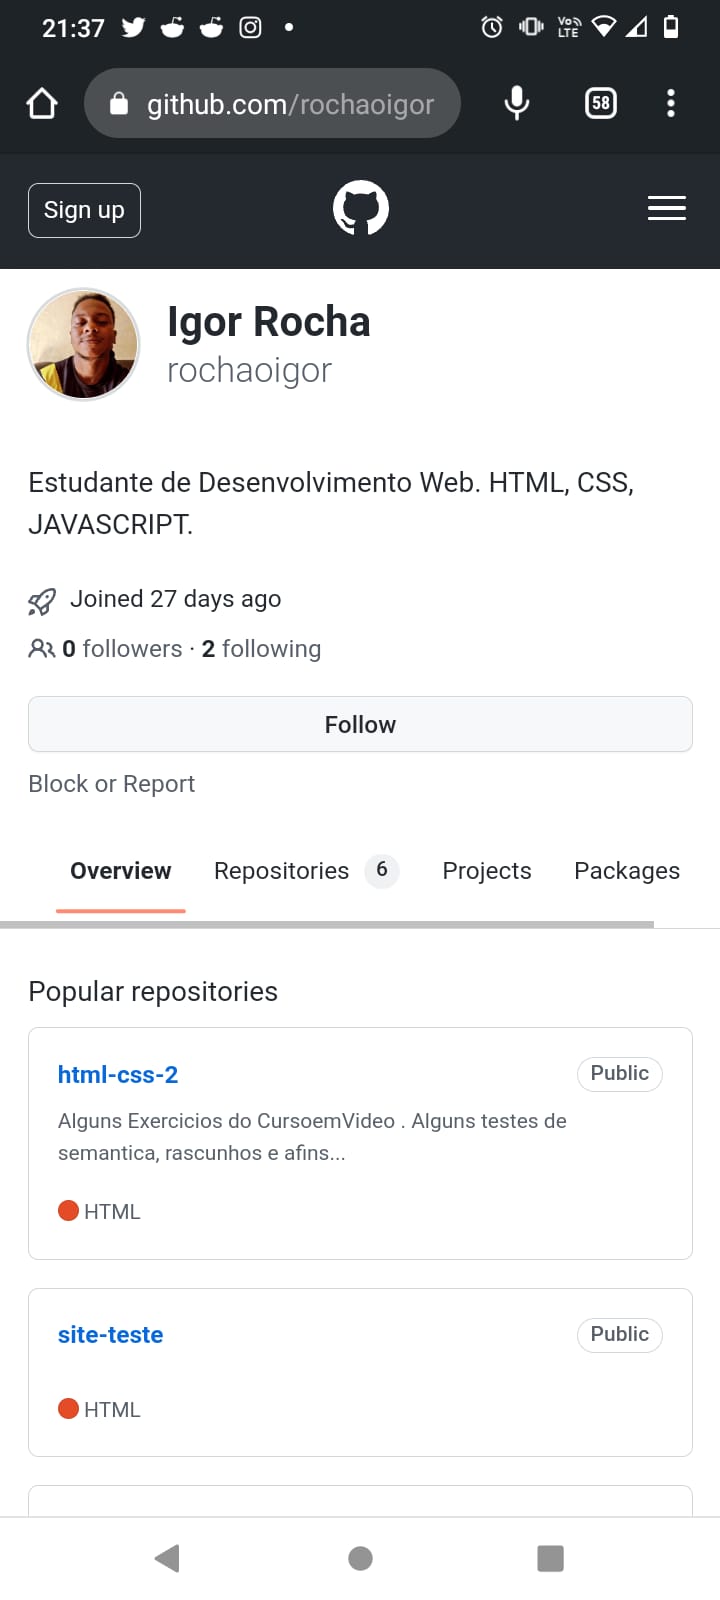 21:37
Vo)) LTE
github.com/rochaoigor
58
Sign up
Igor Rocha
rochaoigor
Estudante de Desenvolvimento Web. HTML, CSS,
JAVASCRIPT.
Joined 27 days ago
0 followers · 2 following
Follow
Block or Report
Overview Repositories 6 Projects Packages
Popular repositories
html-css-2 Public
Alguns Exercicios do CursoemVideo . Alguns testes de
semantica, rascunhos e afins...
HTML
site-teste Public
HTML